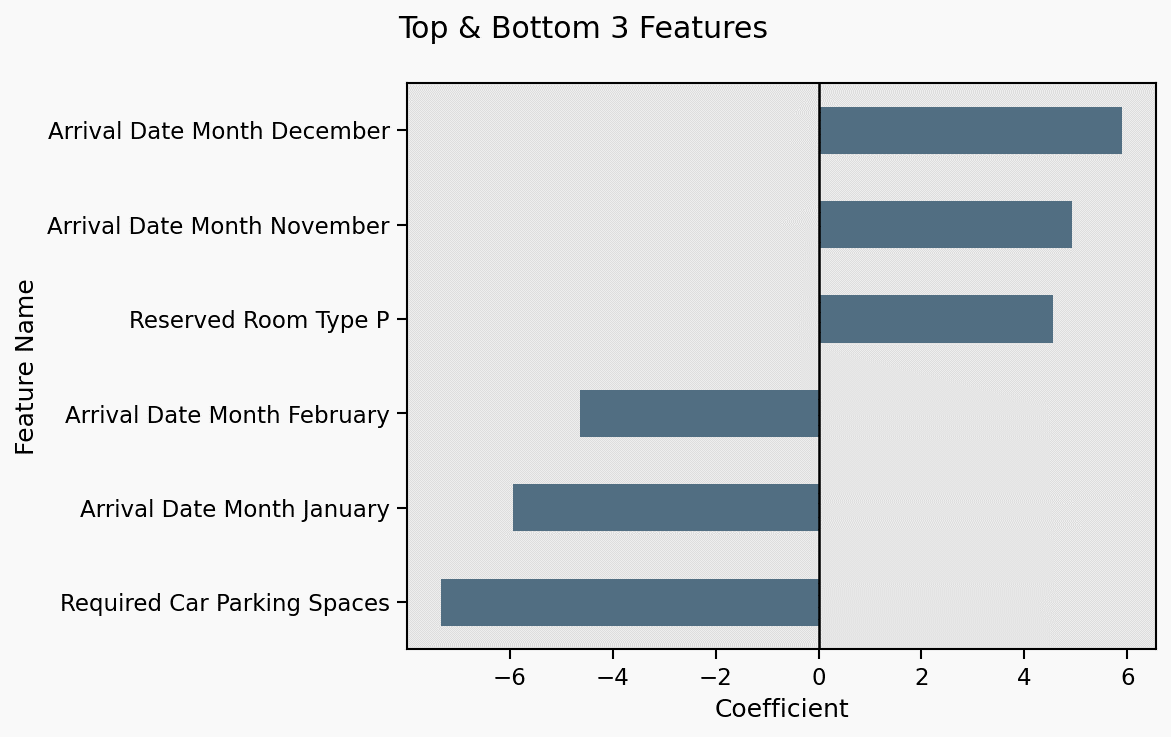 Top & Bottom 3 Features
Arrival Date Month December
Arrival Date Month November
Reserved Room Type P
Arrival Date Month February
Arrival Date Month January
Required Car Parking Spaces
Feature Name
−6 −4 −2 0 2 4 6
Coefficient